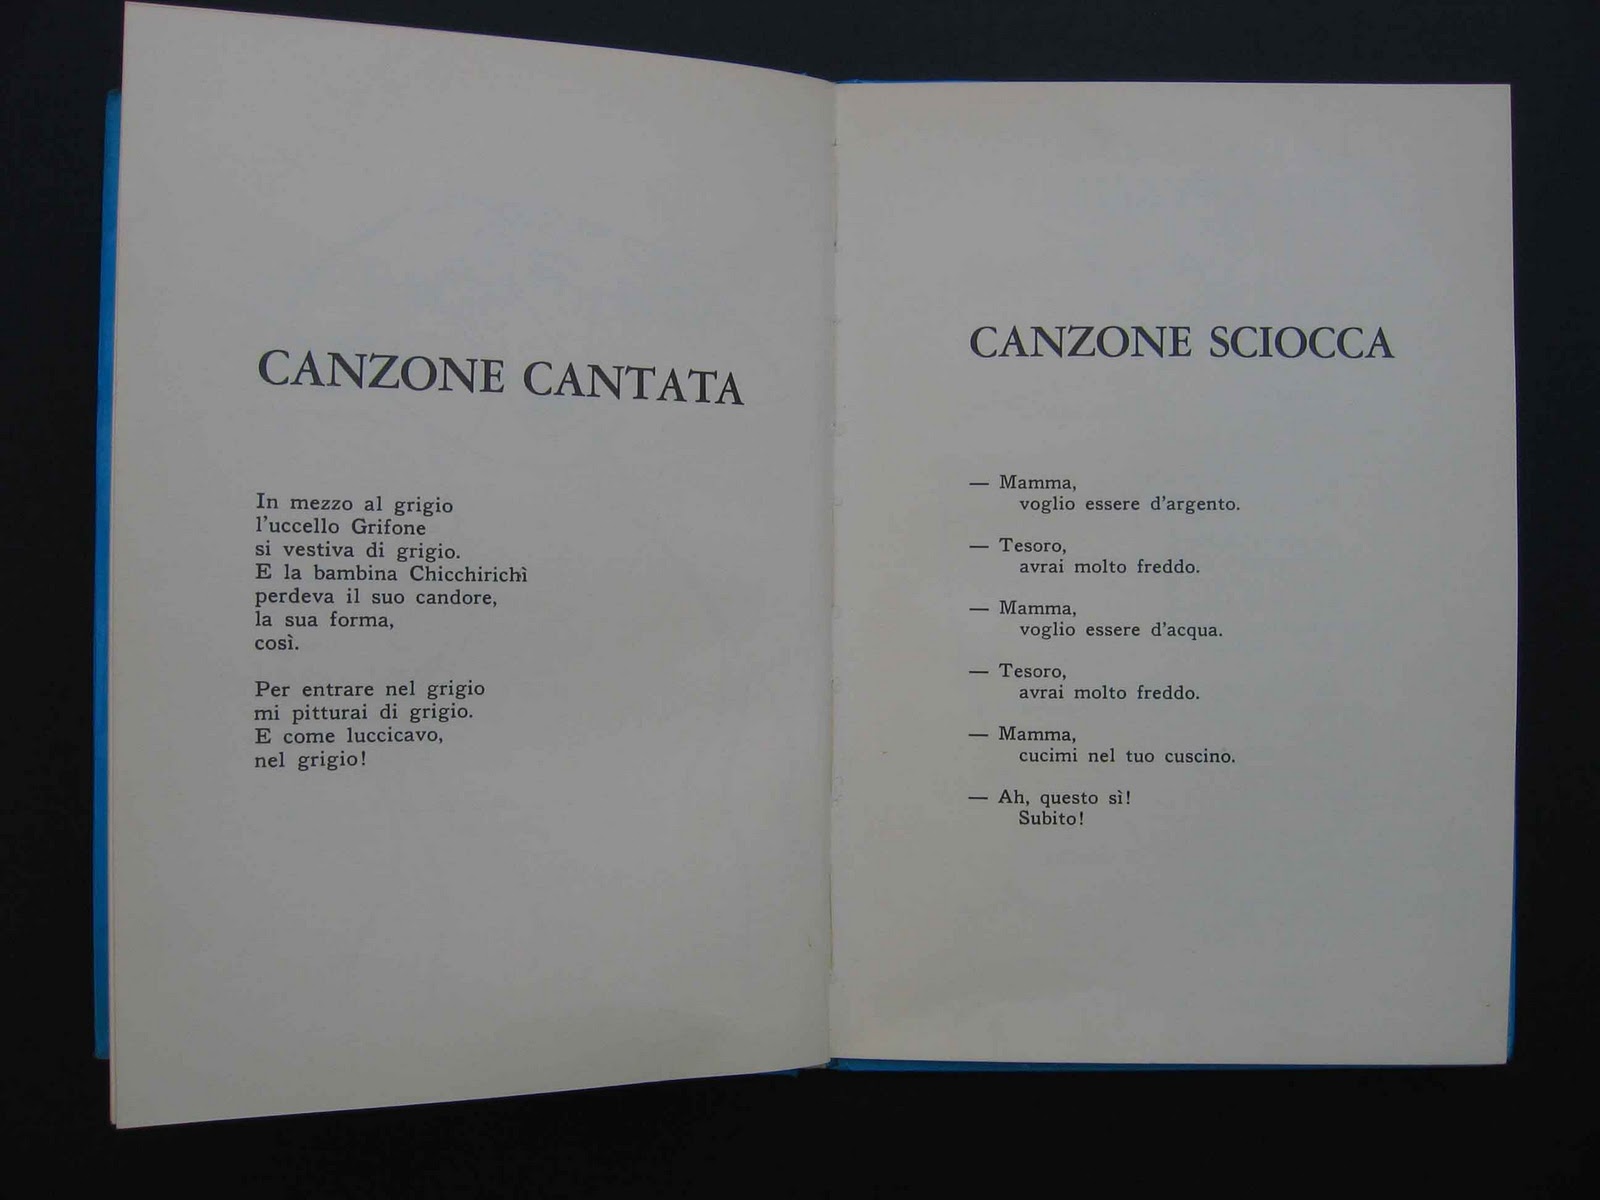 CANZONE CANTATA
In mezzo al grigio
l'uccello Grifone
si vestiva di grigio.
E la bambina Chicchirichì
perdeva il suo candore,
la sua forma,
così.
Per entrare nel grigio
mi pitturai di grigio.
E come luccicavo,
nel grigio!
CANZONE SCIOCCA
— Mamma,
voglio essere d'argento.
— Tesoro,
avrai molto freddo.
— Mamma,
voglio essere d'acqua.
— Tesoro,
avrai molto freddo.
— Mamma,
cucimi nel tuo cuscino.
— Ah, questo sì!
Subito!